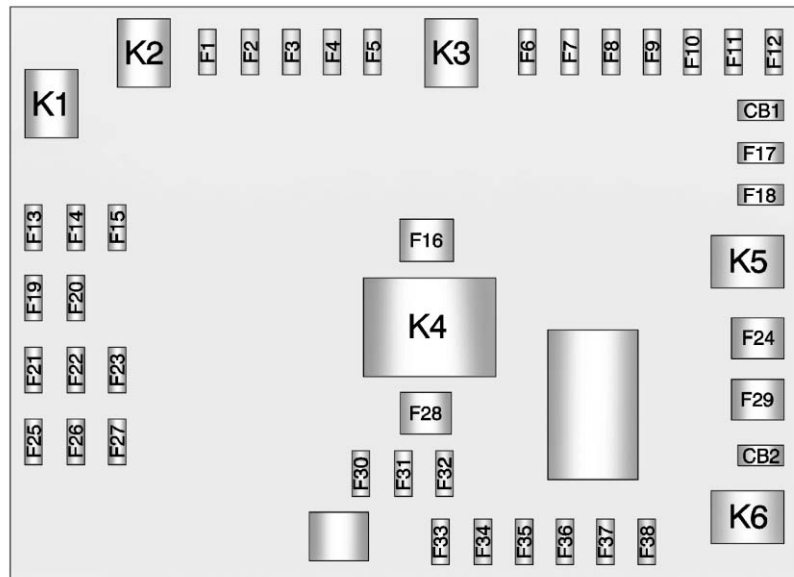 K2 F1 F2 F3 F4 F5 K3 F6 F7 F8 F9 F10 F11 F12
K1
CB1
F17
F18
F13 F14 F15
F16
K5
F19 F20
K4
F24
F21 F22 F23
F29
F28
F25 F26 F27
CB2
F30 F31 F32
K6
F33 F34 F35 F36 F37 F38